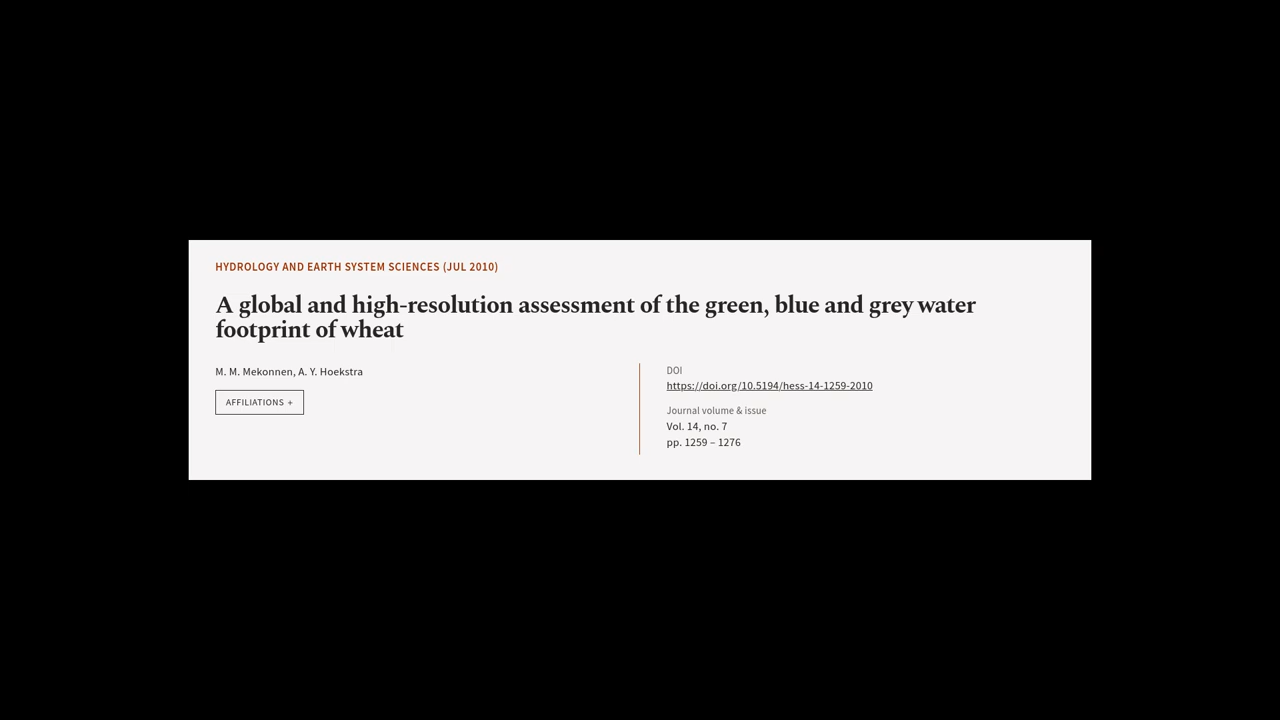 HYDROLOGY AND EARTH SYSTEM SCIENCES (JUL 2010)
A global and high-resolution assessment of the green, blue and grey water
footprint of wheat
M. M. Mekonnen, A. Y. Hoekstra
AFFILIATIONS +
DOI
https://doi.org/10.5194/hess-14-1259-2010
Journal volume & issue
Vol. 14, no. 7
pp. 1259 – 1276